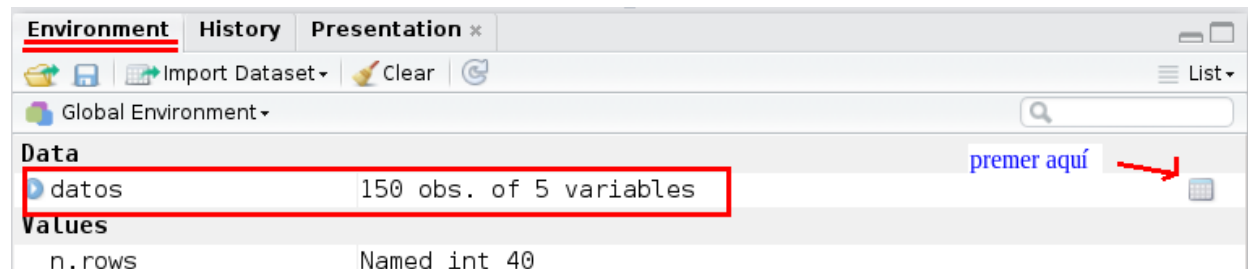 Environment History Presentation ×
Import Dataset Clear List
Global Environment
Data
premer aquí
datos 150 obs. of 5 variables
Values
n.rows Named int 40